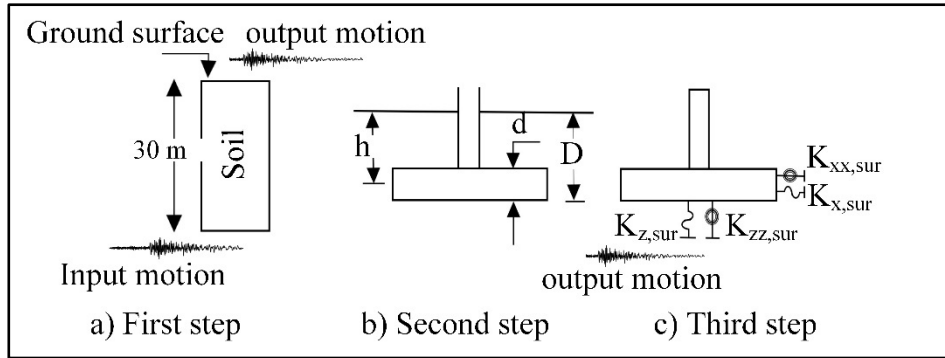 Ground surface output motion
30 m
Soil
Input motion
a) First step
h
d
D
b) Second step
K_xx,sur
K_x,sur
K_z,sur K_zz,sur
output motion
c) Third step